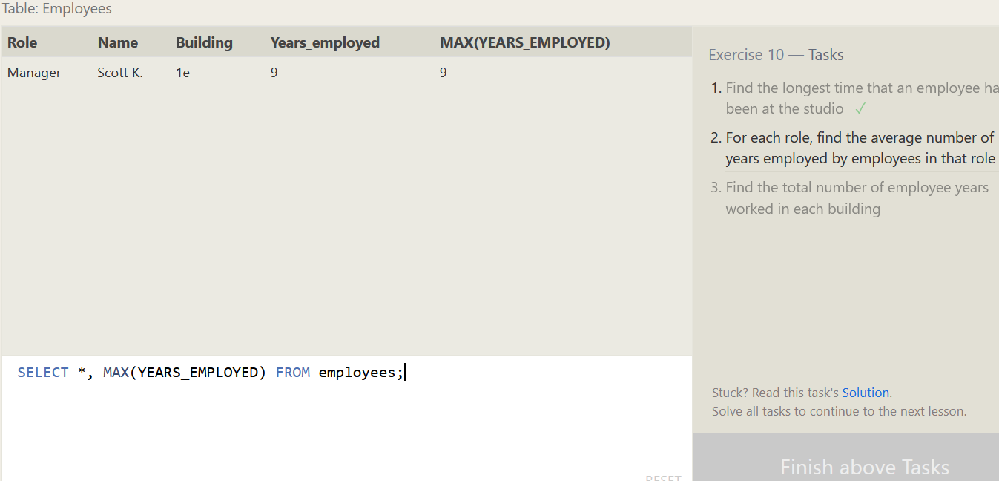 Table: Employees
Role Name Building Years_employed MAX(YEARS_EMPLOYED)
Manager Scott K. 1e 9 9
SELECT *, MAX(YEARS_EMPLOYED) FROM employees;
RESET
Exercise 10 — Tasks
1. Find the longest time that an employee ha
been at the studio ✓
2. For each role, find the average number of
years employed by employees in that role
3. Find the total number of employee years
worked in each building
Stuck? Read this task's Solution.
Solve all tasks to continue to the next lesson.
Finish above Tasks